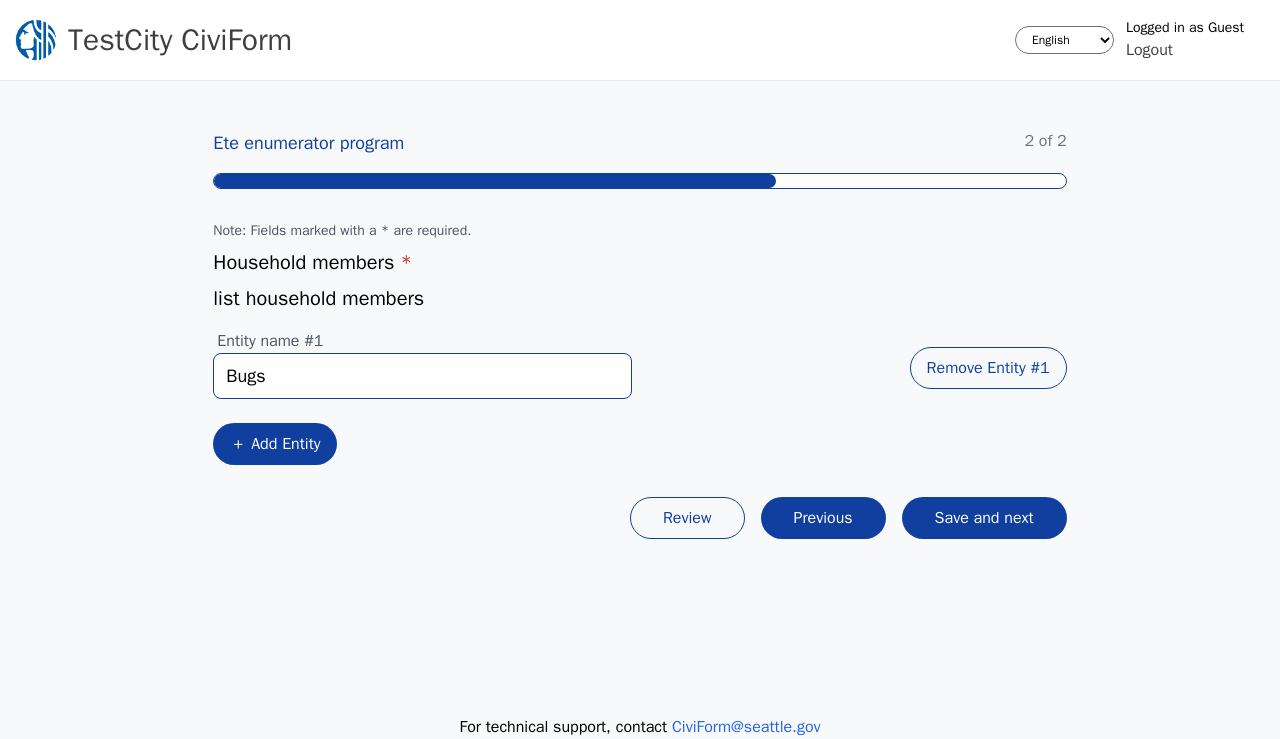 TestCity CiviForm
English
Logged in as Guest
Logout
Ete enumerator program
2 of 2
Note: Fields marked with a * are required.
Household members *
list household members
Entity name #1
Bugs
Remove Entity #1
+ Add Entity
Review
Previous
Save and next
For technical support, contact CiviForm@seattle.gov